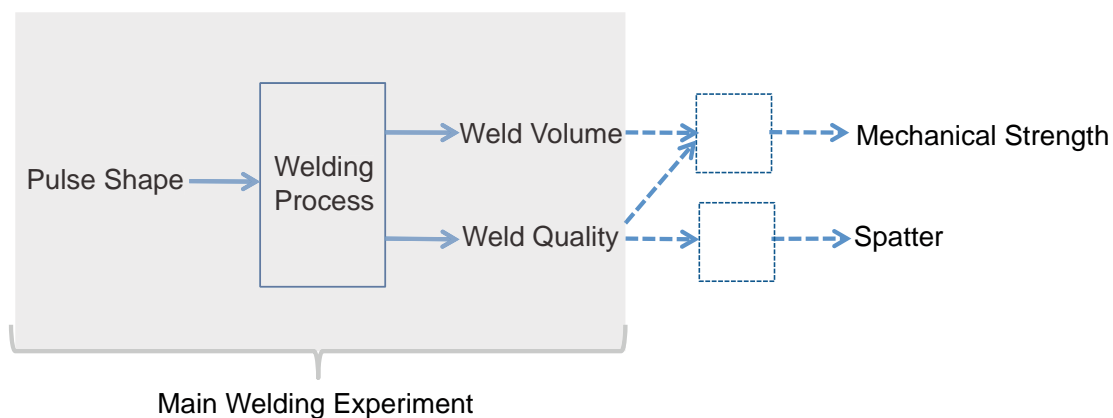 Weld Volume
Mechanical Strength
Pulse Shape
Welding
Process
Weld Quality
Spatter
Main Welding Experiment